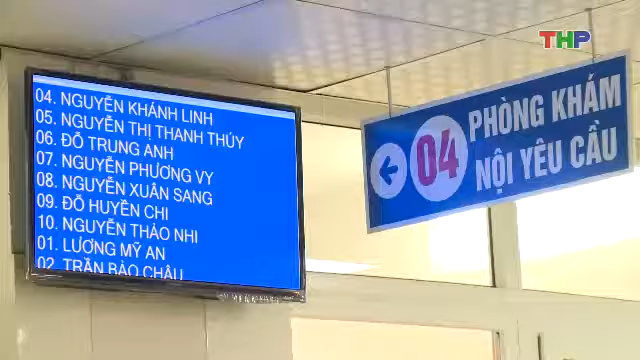 THP
04. NGUYỄN KHÁNH LINH
05. NGUYỄN THỊ THANH THÚY
06. ĐỖ TRUNG ANH
07. NGUYỄN PHƯƠNG VY
08. NGUYỄN XUÂN SANG
09. ĐỖ HUYỀN CHI
10. NGUYỄN THẢO NHI
01. LƯƠNG MỸ AN
02. TRẦN BẢO CHÂU
04
PHÒNG KHÁM
NỘI YÊU CẦU